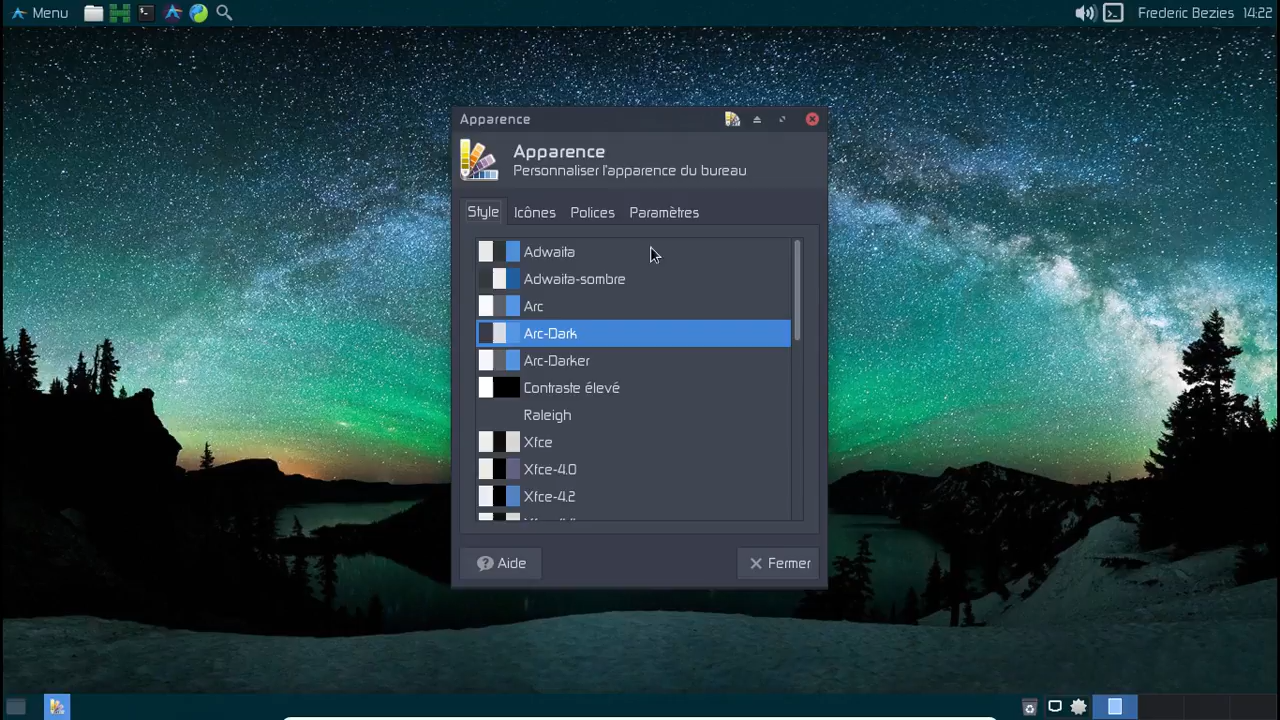 Menu
Frederic Bezies 14:22
Apparence
Apparence
Personnaliser l'apparence du bureau
Style Icônes Polices Paramètres
Adwaita
Adwaita-sombre
Arc
Arc-Dark
Arc-Darker
Contraste élevé
Raleigh
Xfce
Xfce-4.0
Xfce-4.2
Aide
Fermer